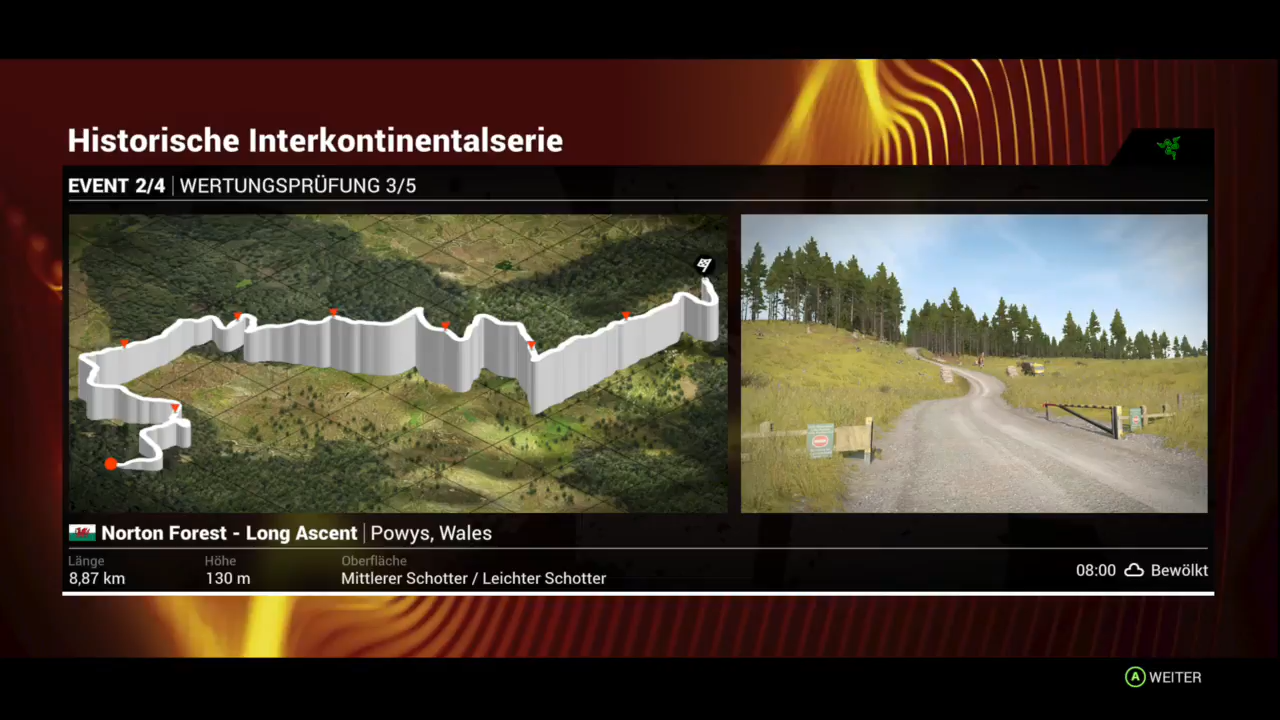 Historische Interkontinentalserie
EVENT 2/4 | WERTUNGSPRÜFUNG 3/5
Norton Forest - Long Ascent | Powys, Wales
Länge Höhe Oberfläche
8,87 km 130 m Mittlerer Schotter / Leichter Schotter
08:00 Bewölkt
A WEITER